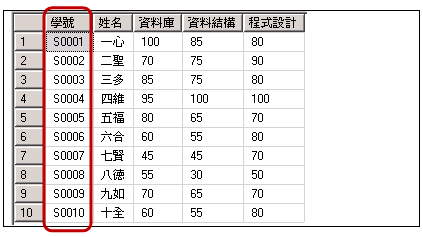 學號 姓名 資料庫 資料結構 程式設計
1 S0001 一心 100 85 80
2 S0002 二聖 70 75 90
3 S0003 三多 85 75 80
4 S0004 四維 95 100 100
5 S0005 五福 80 65 70
6 S0006 六合 60 55 80
7 S0007 七賢 45 45 70
8 S0008 八德 55 30 50
9 S0009 九如 70 65 70
10 S0010 十全 60 55 80